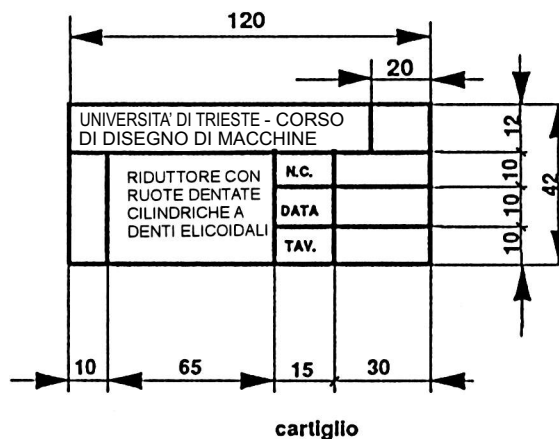 120
20
UNIVERSITA' DI TRIESTE - CORSO
DI DISEGNO DI MACCHINE
12
RIDUTTORE CON
RUOTE DENTATE
CILINDRICHE A
DENTI ELICOIDALI
N.C.
DATA
TAV.
10
10
10
42
10
65
15
30
cartiglio